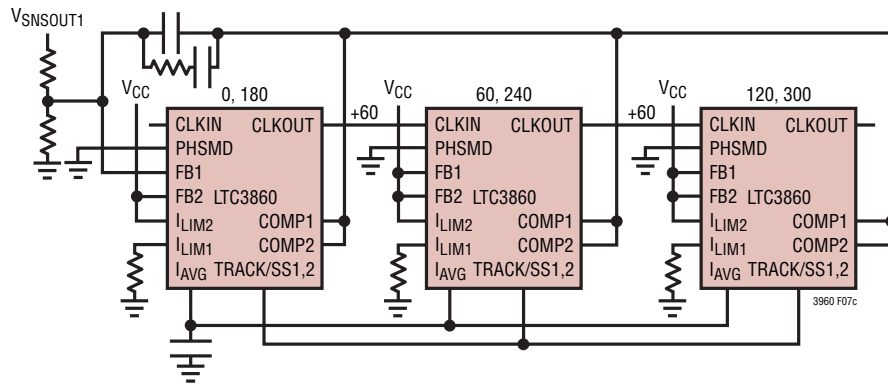 VSNSOUT1
VCC
0, 180
+60
VCC
60, 240
+60
VCC
120, 300
CLKIN CLKOUT
PHSMD
FB1
FB2 LTC3860
ILIM2 COMP1
ILIM1 COMP2
IAVG TRACK/SS1,2
CLKIN CLKOUT
PHSMD
FB1
FB2 LTC3860
ILIM2 COMP1
ILIM1 COMP2
IAVG TRACK/SS1,2
CLKIN CLKOUT
PHSMD
FB1
FB2 LTC3860
ILIM2 COMP1
ILIM1 COMP2
IAVG TRACK/SS1,2
3960 F07c